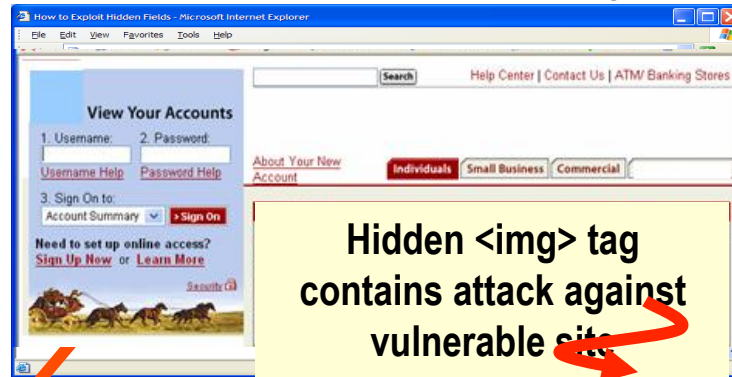 How to Exploit Hidden Fields - Microsoft Internet Explorer
File Edit View Favorites Tools Help
Search
Help Center | Contact Us | ATM/ Banking Stores
View Your Accounts
1. Username: 2. Password:
Username Help Password Help
3. Sign On to:
Account Summary Sign On
Need to set up online access?
Sign Up Now or Learn More
Security
About Your New
Account
Individuals Small Business Commercial
Hidden <img> tag
contains attack against
vulnerable site